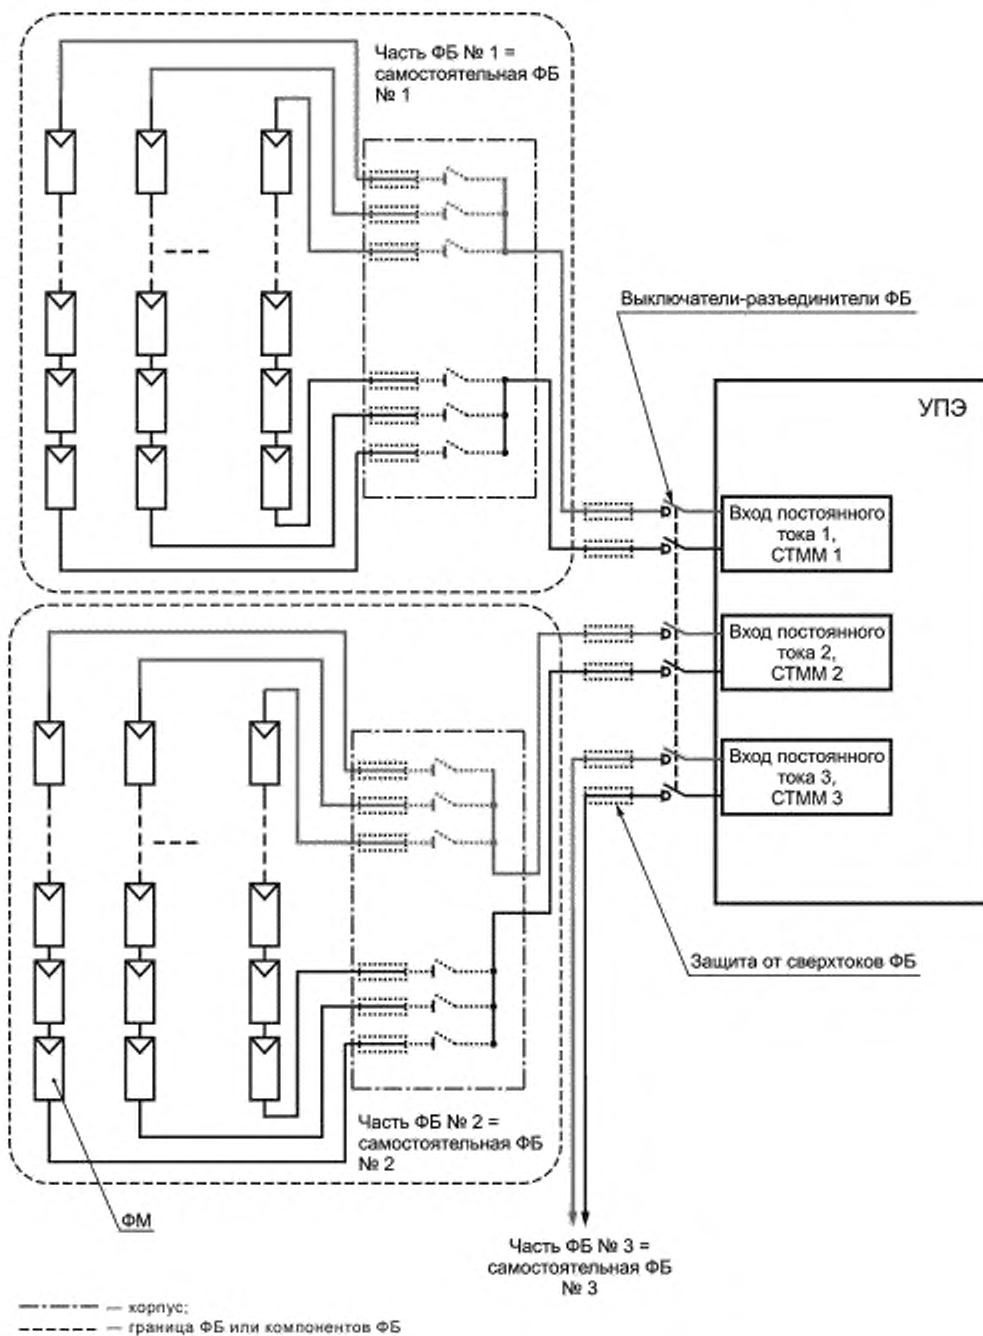 Часть ФБ № 1 =
самостоятельная ФБ
№ 1
Выключатели-разъединители ФБ
УПЭ
Вход постоянного
тока 1,
СТММ 1
Вход постоянного
тока 2,
СТММ 2
Вход постоянного
тока 3,
СТММ 3
Защита от сверхтоков ФБ
Часть ФБ № 2 =
самостоятельная ФБ
№ 2
ФМ
Часть ФБ № 3 =
самостоятельная ФБ
№ 3
— корпус;
— граница ФБ или компонентов ФБ